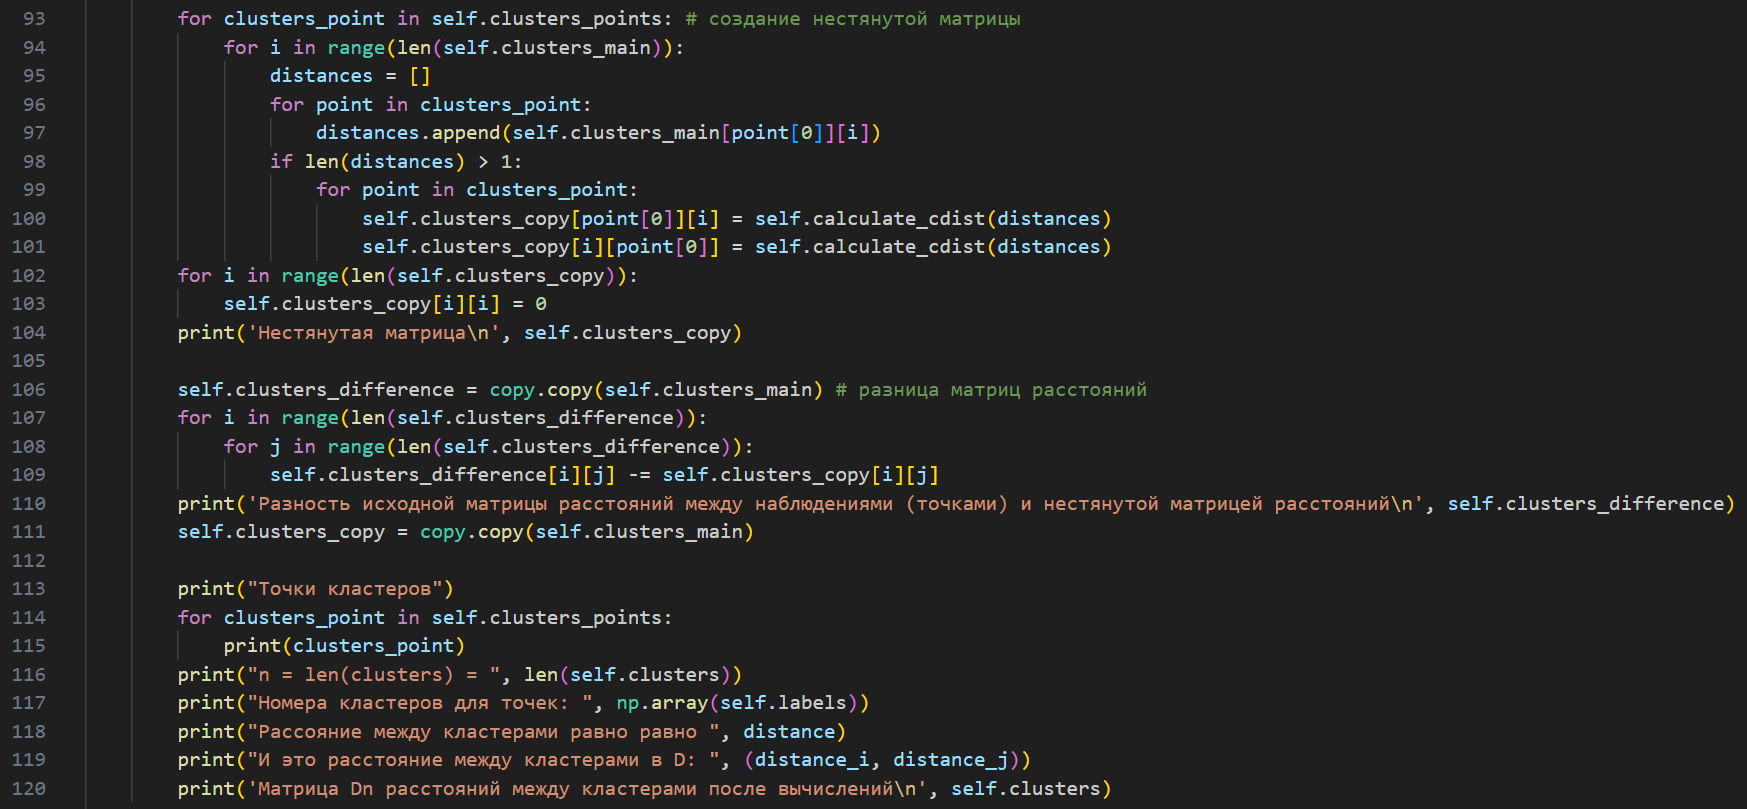 93 for clusters_point in self.clusters_points: # создание нестянутой матрицы
94 for i in range(len(self.clusters_main)):
95 distances = []
96 for point in clusters_point:
97 distances.append(self.clusters_main[point[0]][i])
98 if len(distances) > 1:
99 for point in clusters_point:
100 self.clusters_copy[point[0]][i] = self.calculate_cdist(distances)
101 self.clusters_copy[i][point[0]] = self.calculate_cdist(distances)
102 for i in range(len(self.clusters_copy)):
103 self.clusters_copy[i][i] = 0
104 print('Нестянутая матрица\n', self.clusters_copy)
105
106 self.clusters_difference = copy.copy(self.clusters_main) # разница матриц расстояний
107 for i in range(len(self.clusters_difference)):
108 for j in range(len(self.clusters_difference)):
109 self.clusters_difference[i][j] -= self.clusters_copy[i][j]
110 print('Разность исходной матрицы расстояний между наблюдениями (точками) и нестянутой матрицей расстояний\n', self.clusters_difference)
111 self.clusters_copy = copy.copy(self.clusters_main)
112
113 print("Точки кластеров")
114 for clusters_point in self.clusters_points:
115 print(clusters_point)
116 print("n = len(clusters) = ", len(self.clusters))
117 print("Номера кластеров для точек: ", np.array(self.labels))
118 print("Рассояние между кластерами равно равно ", distance)
119 print("И это расстояние между кластерами в D: ", (distance_i, distance_j))
120 print('Матрица Dn расстояний между кластерами после вычислений\n', self.clusters)